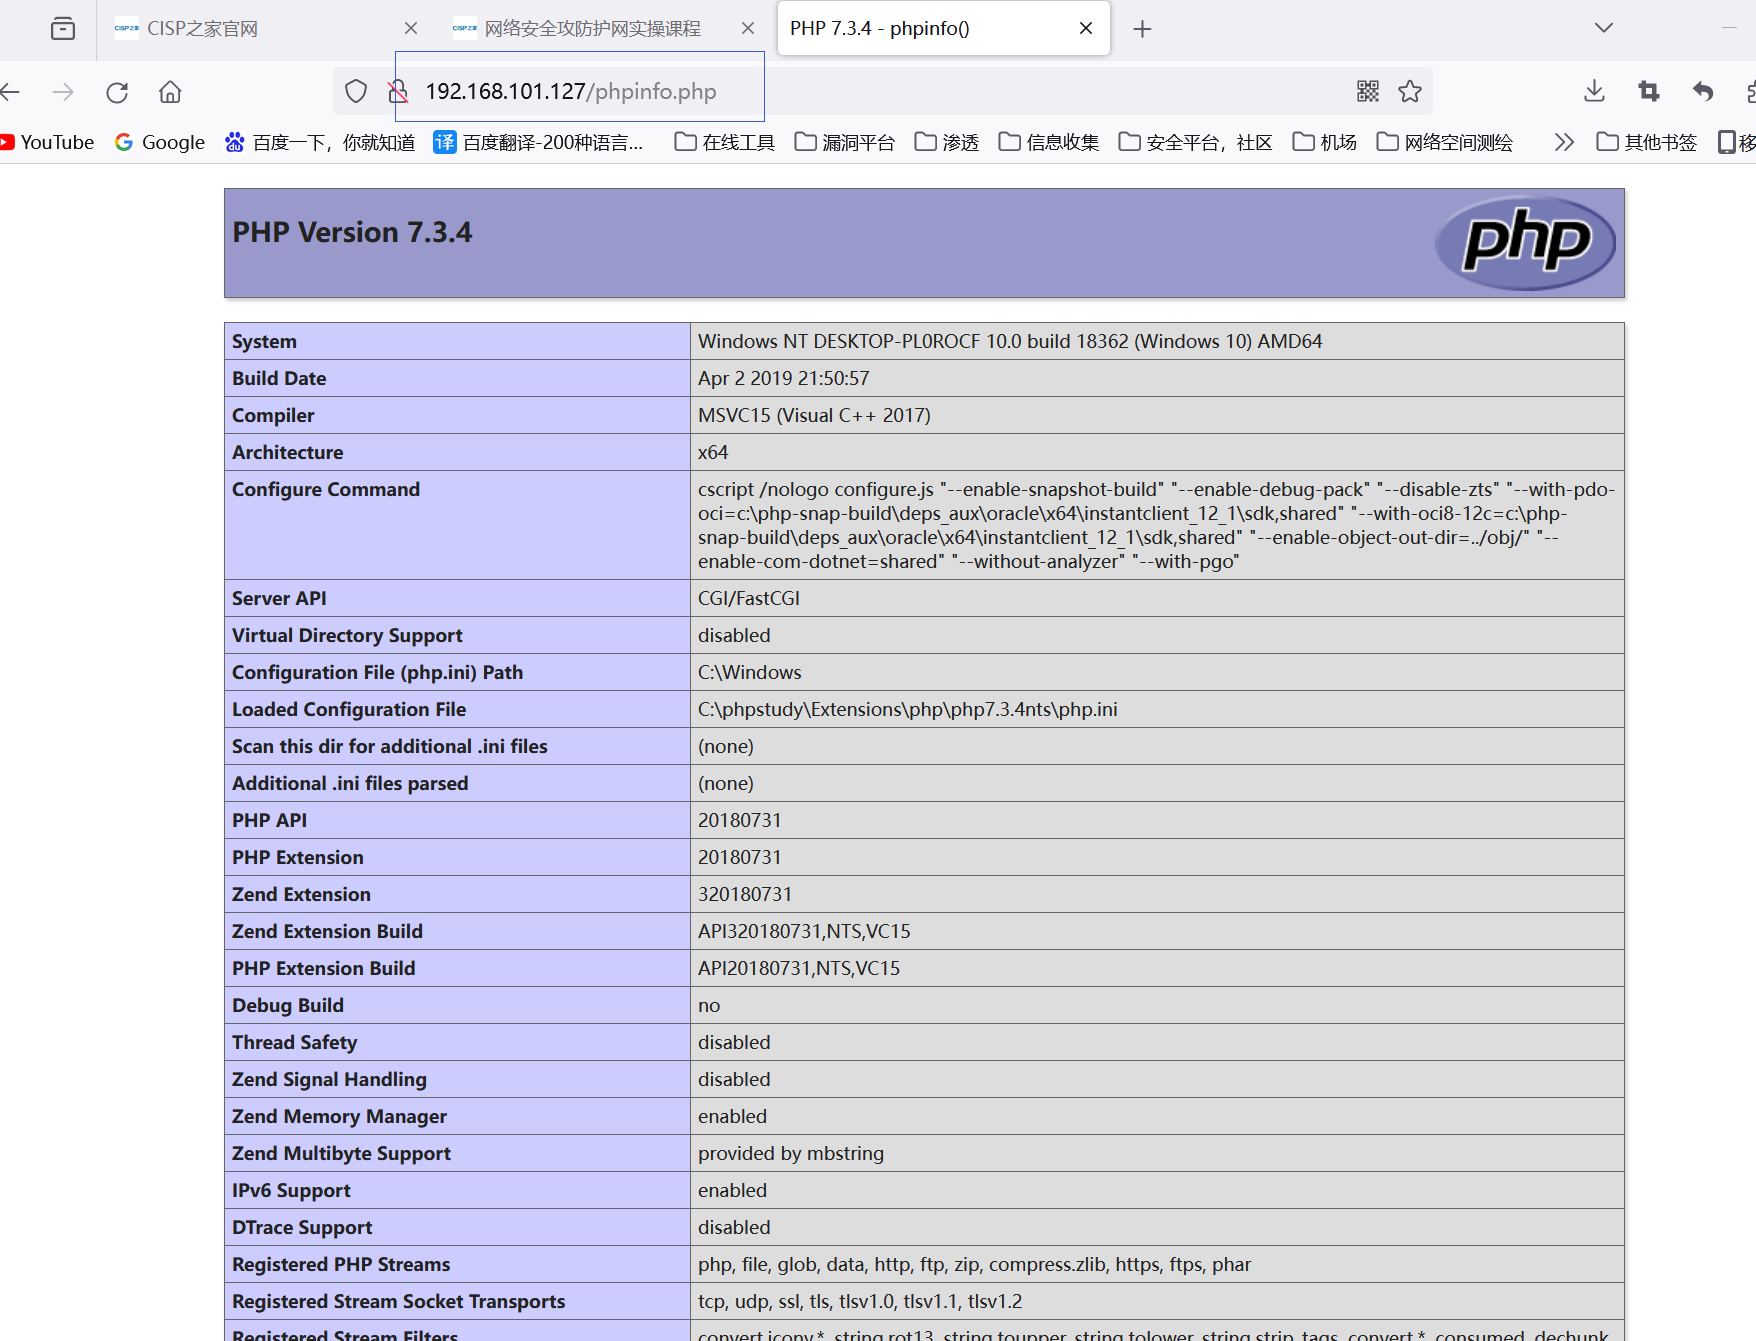 CISP之家官网
网络安全攻防护网实操课程
PHP 7.3.4 - phpinfo()
192.168.101.127/phpinfo.php
YouTube Google 百度一下，你就知道 译 百度翻译-200种语言... 在线工具 漏洞平台 渗透 信息收集 安全平台，社区 机场 网络空间测绘 其他书签 移
PHP Version 7.3.4
php
System Windows NT DESKTOP-PL0ROCF 10.0 build 18362 (Windows 10) AMD64
Build Date Apr 2 2019 21:50:57
Compiler MSVC15 (Visual C++ 2017)
Architecture x64
Configure Command cscript /nologo configure.js "--enable-snapshot-build" "--enable-debug-pack" "--disable-zts" "--with-pdo-
oci=c:\php-snap-build\deps_aux\oracle\x64\instantclient_12_1\sdk,shared" "--with-oci8-12c=c:\php-
snap-build\deps_aux\oracle\x64\instantclient_12_1\sdk,shared" "--enable-object-out-dir=../obj/" "--
enable-com-dotnet=shared" "--without-analyzer" "--with-pgo"
Server API CGI/FastCGI
Virtual Directory Support disabled
Configuration File (php.ini) Path C:\Windows
Loaded Configuration File C:\phpstudy\Extensions\php\php7.3.4nts\php.ini
Scan this dir for additional .ini files (none)
Additional .ini files parsed (none)
PHP API 20180731
PHP Extension 20180731
Zend Extension 320180731
Zend Extension Build API320180731,NTS,VC15
PHP Extension Build API20180731,NTS,VC15
Debug Build no
Thread Safety disabled
Zend Signal Handling disabled
Zend Memory Manager enabled
Zend Multibyte Support provided by mbstring
IPv6 Support enabled
DTrace Support disabled
Registered PHP Streams php, file, glob, data, http, ftp, zip, compress.zlib, https, ftps, phar
Registered Stream Socket Transports tcp, udp, ssl, tls, tlsv1.0, tlsv1.1, tlsv1.2
Registered Stream Filters convert.iconv.*, string.rot13, string.toupper, string.tolower, string.strip_tags, convert.*, consumed, dechunk,